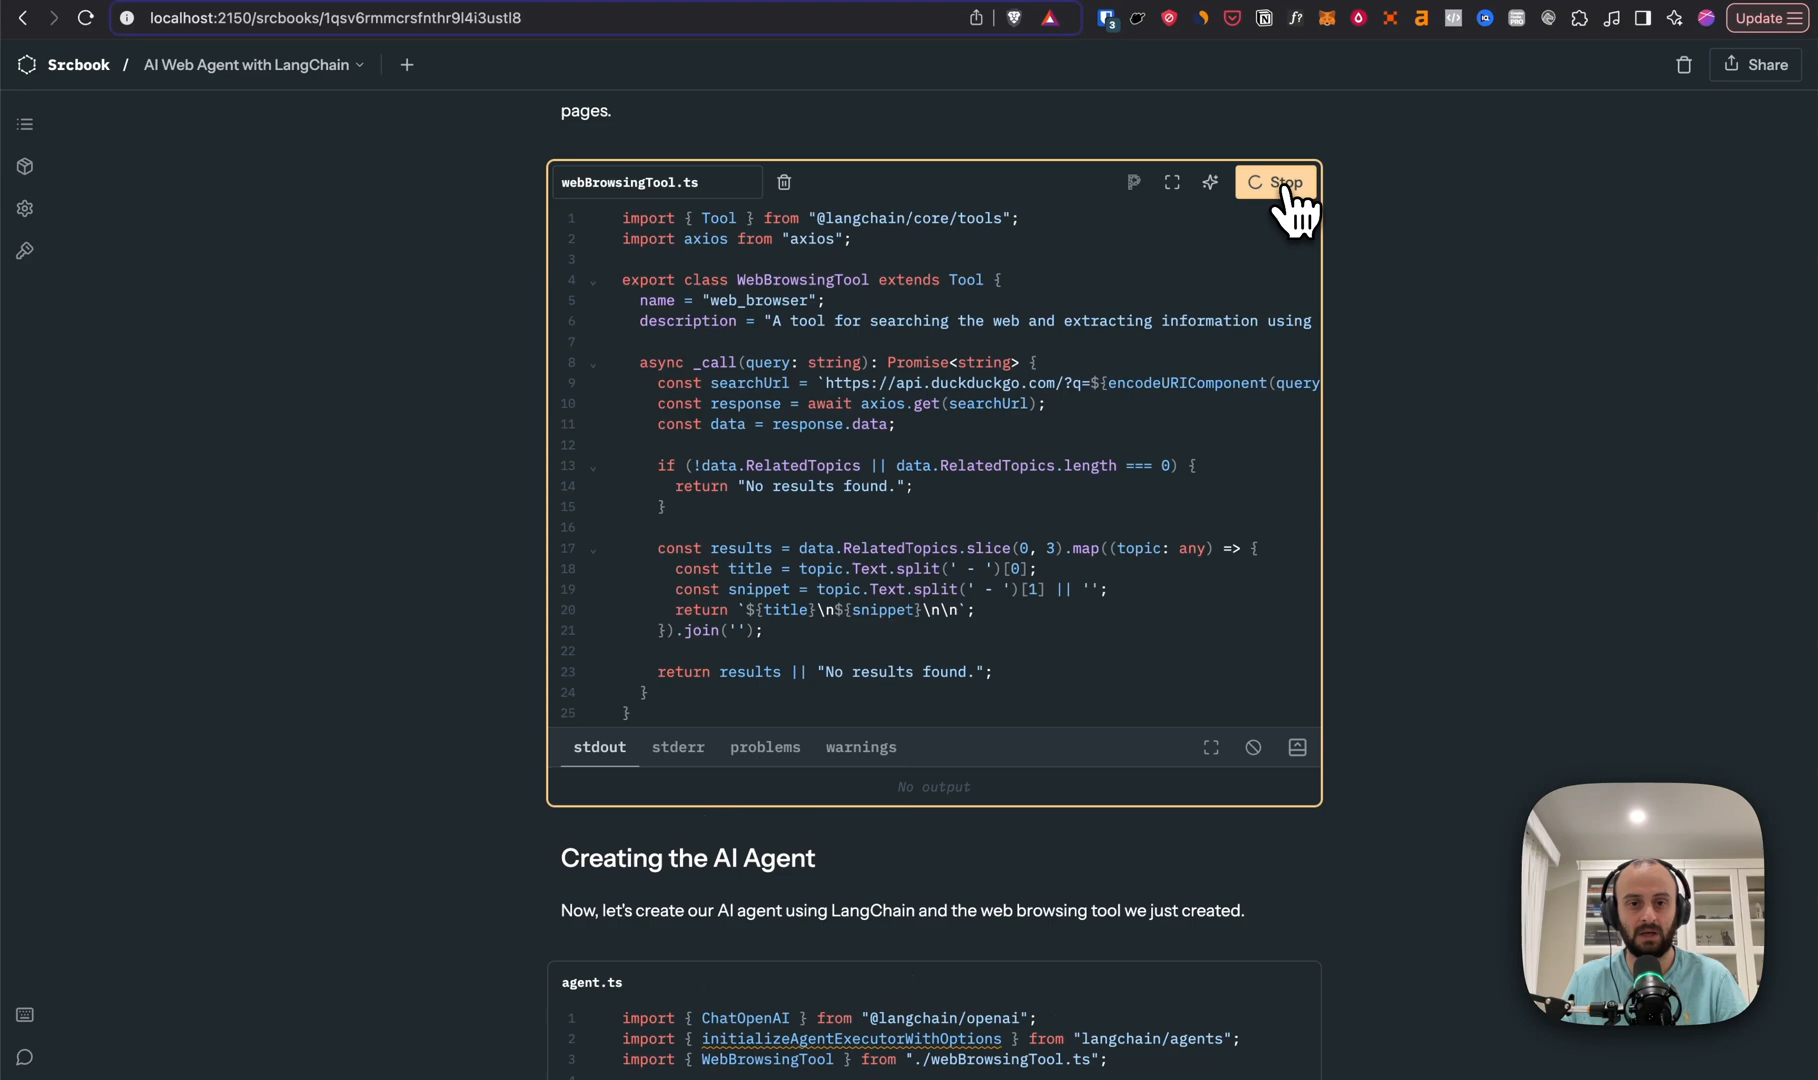 localhost:2150/srcbooks/1qsv6rmmcrsfnthr9l4i3ustl8
3
Update
Srcbook / AI Web Agent with LangChain
Share
pages.
webBrowsingTool.ts
Stop
1 import { Tool } from "@langchain/core/tools";
2 import axios from "axios";
3
4 export class WebBrowsingTool extends Tool {
5 name = "web_browser";
6 description = "A tool for searching the web and extracting information using
7
8 async _call(query: string): Promise<string> {
9 const searchUrl = `https://api.duckduckgo.com/?q=${encodeURIComponent(query
10 const response = await axios.get(searchUrl);
11 const data = response.data;
12
13 if (!data.RelatedTopics || data.RelatedTopics.length === 0) {
14 return "No results found.";
15 }
16
17 const results = data.RelatedTopics.slice(0, 3).map((topic: any) => {
18 const title = topic.Text.split(' - ')[0];
19 const snippet = topic.Text.split(' - ')[1] || '';
20 return `${title}\n${snippet}\n\n`;
21 }).join('');
22
23 return results || "No results found.";
24 }
25 }
stdout stderr problems warnings
No output
Creating the AI Agent
Now, let's create our AI agent using LangChain and the web browsing tool we just created.
agent.ts
1 import { ChatOpenAI } from "@langchain/openai";
2 import { initializeAgentExecutorWithOptions } from "langchain/agents";
3 import { WebBrowsingTool } from "./webBrowsingTool.ts";